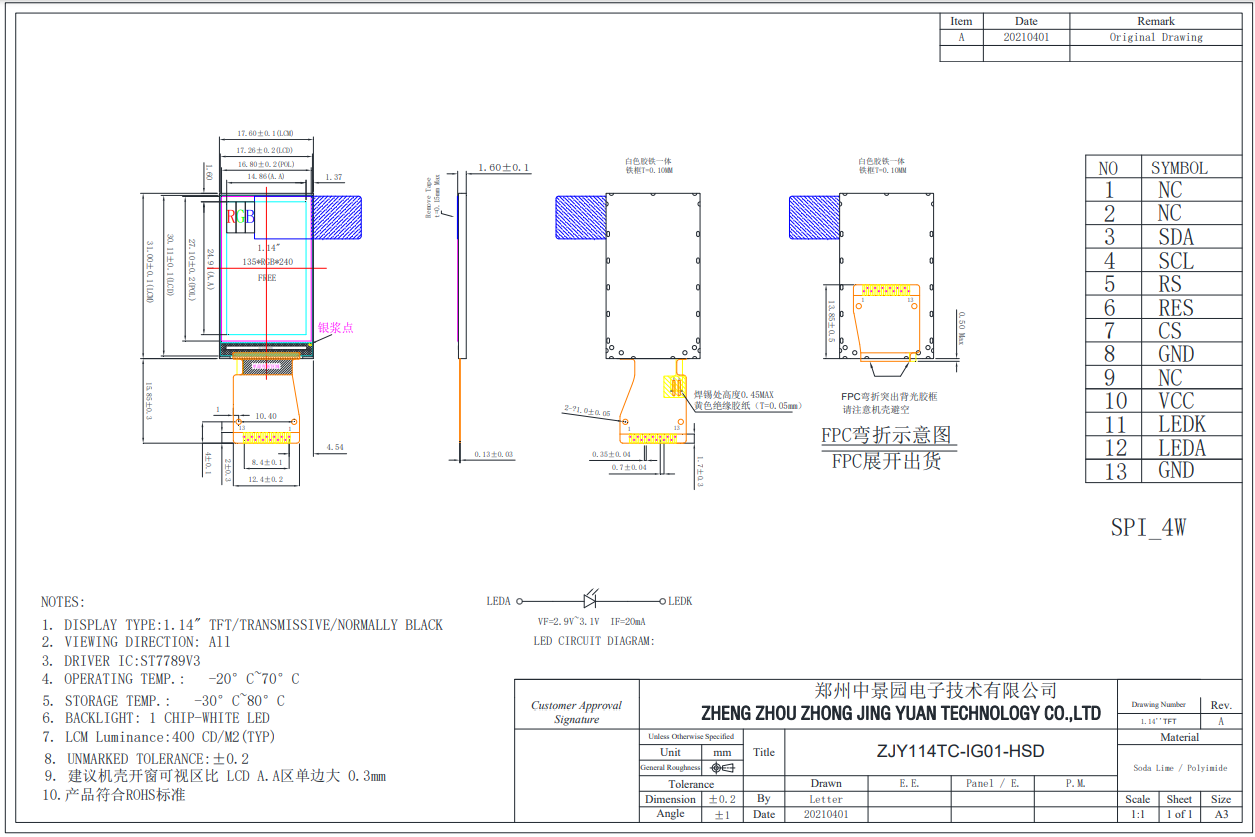 Item Date Remark
A 20210401 Original Drawing
17.60±0.1(LCM)
17.26±0.2(LCD)
16.80±0.2(POL)
14.86(A.A)
1.60
1.37
RGB
1.14"
135*RGB*240
FREE
31.00±0.1(LCM)
30.11±0.1(LCD)
27.10±0.2(POL)
24.91(A.A)
银浆点
15.85±0.3
1
10.40
13 1
4.54
4±0.1
2±0.3
8.4±0.1
12.4±0.2
1.60±0.1
Remove Tape
t=0.15mm Max
0.13±0.03
白色胶铁一体
铁框T=0.10MM
焊锡处高度0.45MAX
黄色绝缘胶纸（T=0.05mm）
2-?1.0±0.05
1 13
0.35±0.04
0.7±0.04
1.7±0.3
白色胶铁一体
铁框T=0.10MM
1 13
13.85±0.5
0.50 Max
FPC弯折突出背光胶框
请注意机壳避空
FPC弯折示意图
FPC展开出货
NO SYMBOL
1 NC
2 NC
3 SDA
4 SCL
5 RS
6 RES
7 CS
8 GND
9 NC
10 VCC
11 LEDK
12 LEDA
13 GND
SPI_4W
NOTES:
1. DISPLAY TYPE:1.14" TFT/TRANSMISSIVE/NORMALLY BLACK
2. VIEWING DIRECTION: All
3. DRIVER IC:ST7789V3
4. OPERATING TEMP.: -20° C~70° C
5. STORAGE TEMP.: -30° C~80° C
6. BACKLIGHT: 1 CHIP-WHITE LED
7. LCM Luminance:400 CD/M2(TYP)
8. UNMARKED TOLERANCE:±0.2
9. 建议机壳开窗可视区比 LCD A.A区单边大 0.3mm
10.产品符合ROHS标准
LEDA LEDK
VF=2.9V~3.1V IF=20mA
LED CIRCUIT DIAGRAM:
Customer Approval
Signature
郑州中景园电子技术有限公司
ZHENG ZHOU ZHONG JING YUAN TECHNOLOGY CO.,LTD
Drawing Number Rev.
1.14''TFT A
Unless Otherwise Specified
Unit mm
General Roughness
Title
ZJY114TC-IG01-HSD
Material
Soda Lime / Polyimide
Tolerance
Drawn E.E. Panel / E. P.M.
Dimension ±0.2 By Letter
Angle ±1 Date 20210401
Scale Sheet Size
1:1 1 of 1 A3